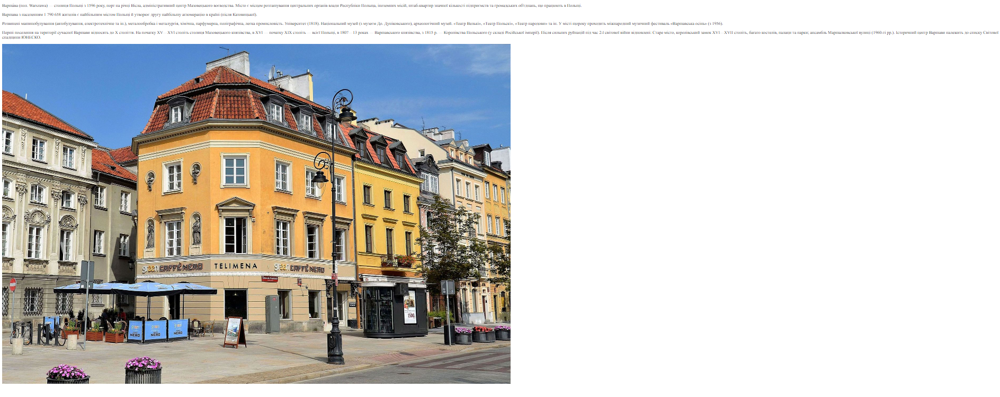 Варша́ва (пол. Warszawa) — столиця Польщі з 1596 року, порт на річці Вісла, адміністративний центр Мазовецького воєводства. Місто є місцем розташування центральних органів влади Республіки Польща, іноземних місій, штаб-квартир значної кількості підприємств та громадських об'єднань, що працюють в Польщі.
Варшава з населенням 1 790 658 жителів є найбільшим містом Польщі й утворює другу найбільшу агломерацію в країні (після Катовицької).
Розвинені машинобулування (автобулування, електротехнічне та ін.), металообробка і металургія, хімічна, парфумерна, поліграфічна, легка промисловість. Університет (1818). Національний музей (з музеєм До. Дуніковського), археологічний музей. «Театр Велькі», «Театр Польскі», «Театр народови» та ін. У місті щороку проходить міжнародний музичний фестиваль «Варшавська осінь» (з 1956).
Перші поселення на території сучасної Варшави відносять до X століття. На початку XV—XVI століть столиця Мазовецького князівства, в XVI — початку XIX століть — всієї Польщі, в 1807—13 роках — Варшавського князівства, з 1815 р. — Королівства Польського (у складі Російської імперії). Після сильних руйнацій під час 2-ї світової війни відновлені: Старе місто, королівський замок XVI—XVII століть, багато костелів, палаци та парки; ансамбль Маршалковської вулиці (1960-ті рр.). Історичний центр Варшави належить до списку Світової
спадщини ЮНЕСКО.
green CAFFÈ NERO TELIMENA green CAFFÈ NERO
1500
green NERO green NERO green NERO